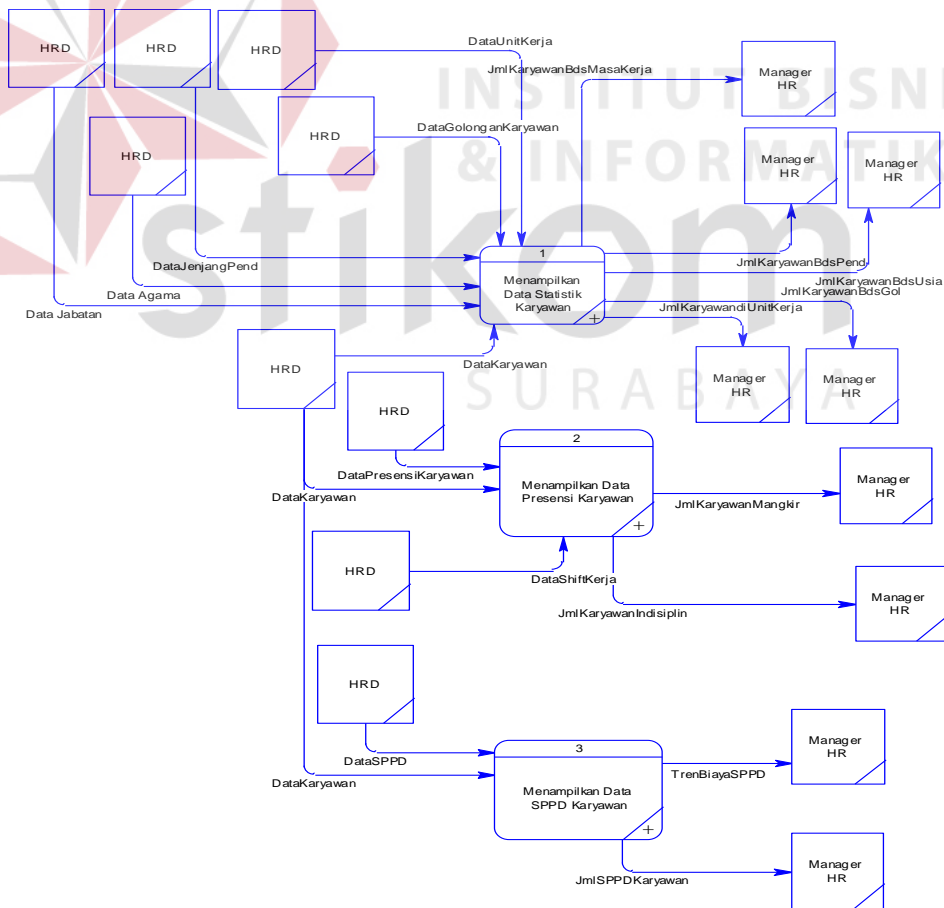 HRD
HRD
HRD
DataUnitKerja
JmlKaryawanBdsMasaKerja
Manager
HR
INSTITUT BISNI
HRD
DataGolonganKaryawan
HRD
Manager
HR
Manager
HR
& INFORMATIK
stikom
DataJenjangPend
Data Agama
Data Jabatan
1
Menampilkan
Data Statistik
Karyawan
+
JmlKaryawanBdsPend
JmlKaryawanBdsUsia
JmlKaryawanBdsGol
JmlKaryawandiUnitKerja
HRD
DataKaryawan
SURABAYA
Manager
HR
Manager
HR
HRD
DataPresensiKaryawan
DataKaryawan
2
Menampilkan Data
Presensi Karyawan
+
JmlKaryawanMangkir
Manager
HR
HRD
DataShiftKerja
JmlKaryawanIndisiplin
Manager
HR
HRD
DataSPPD
DataKaryawan
3
Menampilkan Data
SPPD Karyawan
+
TrenBiayaSPPD
Manager
HR
JmlSPPDKaryawan
Manager
HR